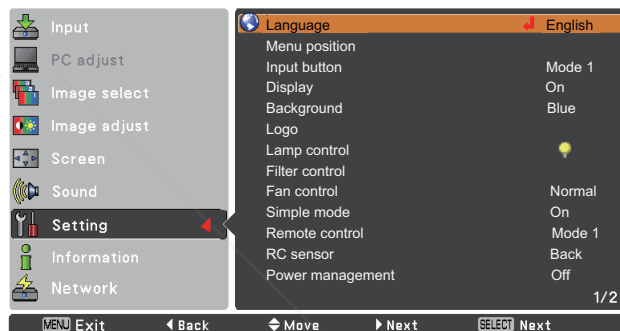 Input
PC adjust
Image select
Image adjust
Screen
Sound
Setting
Information
Network
Language English
Menu position
Input button Mode 1
Display On
Background Blue
Logo
Lamp control
Filter control
Fan control Normal
Simple mode On
Remote control Mode 1
RC sensor Back
Power management Off
1/2
MENU Exit Back Move Next SELECT Next